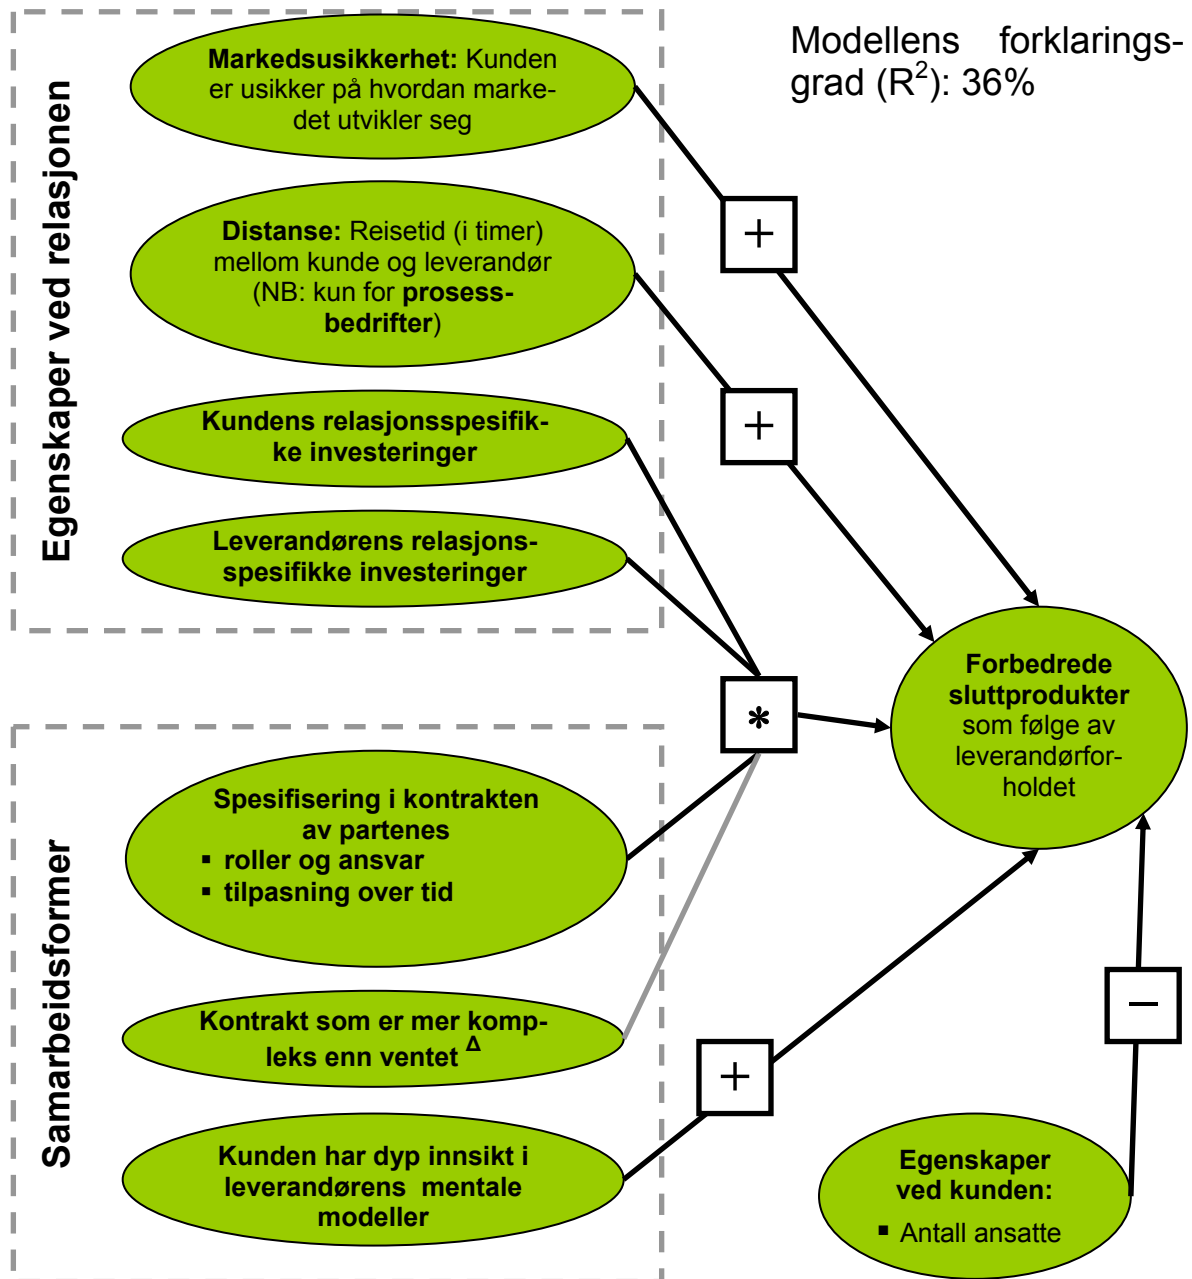 Modellens forklarings-
grad (R²): 36%
Egenskaper ved relasjonen
Markedsusikkerhet: Kunden
er usikker på hvordan marke-
det utvikler seg
+
Distanse: Reisetid (i timer)
mellom kunde og leverandør
(NB: kun for prosess-
bedrifter)
+
Kundens relasjonsspesifik-
ke investeringer
Leverandørens relasjons-
spesifikke investeringer
*
Forbedrede
sluttprodukter
som følge av
leverandørfor-
holdet
Samarbeidsformer
Spesifisering i kontrakten
av partenes
▪ roller og ansvar
▪ tilpasning over tid
Kontrakt som er mer komp-
leks enn ventet Δ
+
Kunden har dyp innsikt i
leverandørens mentale
modeller
−
Egenskaper
ved kunden:
▪ Antall ansatte